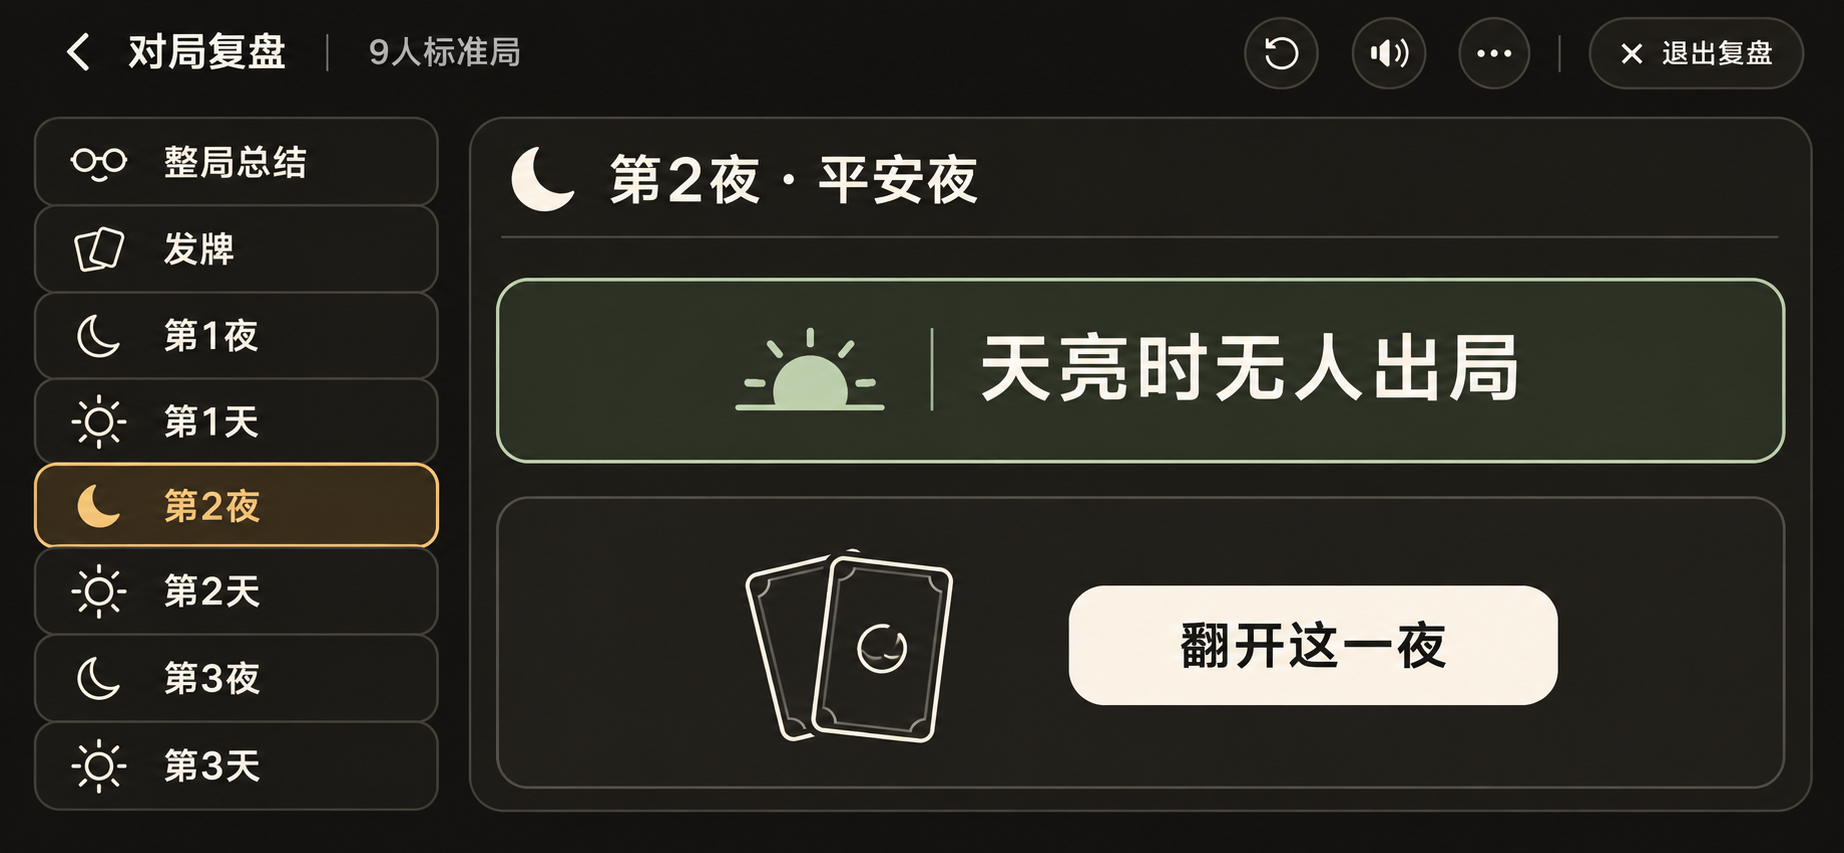 对局复盘
9人标准局
退出复盘
整局总结
发牌
第1夜
第1天
第2夜
第2天
第3夜
第3天
第2夜·平安夜
天亮时无人出局
翻开这一夜